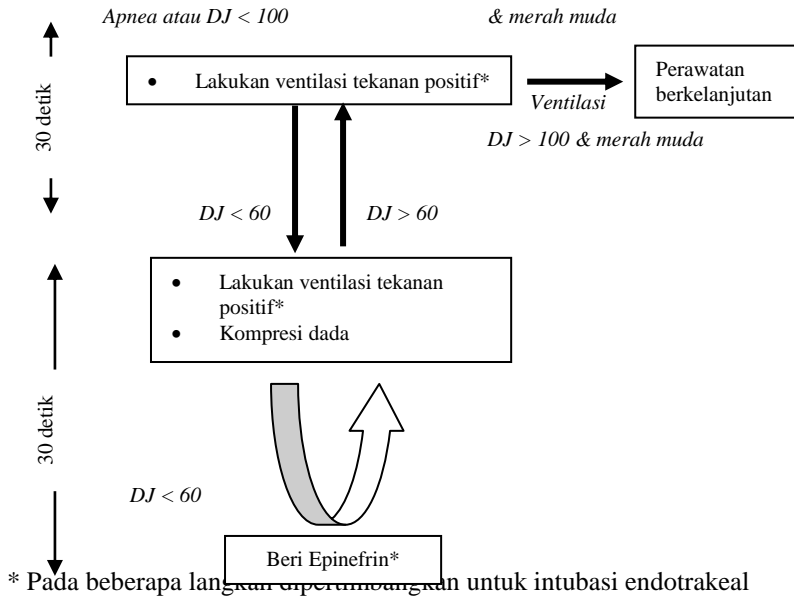 Apnea atau DJ < 100
& merah muda
30 detik
• Lakukan ventilasi tekanan positif*
Ventilasi
Perawatan
berkelanjutan
DJ > 100 & merah muda
DJ < 60
DJ > 60
30 detik
• Lakukan ventilasi tekanan
positif*
• Kompresi dada
DJ < 60
Beri Epinefrin*
* Pada beberapa langkah dipertimbangkan untuk intubasi endotrakeal